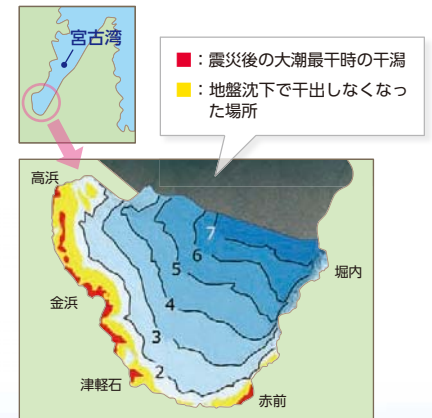 宮古湾
■：震災後の大潮最干時の干潟
■：地盤沈下で干出しなくなっ
た場所
高浜
7
6
堀内
5
金浜
4
3
津軽石
2
赤前